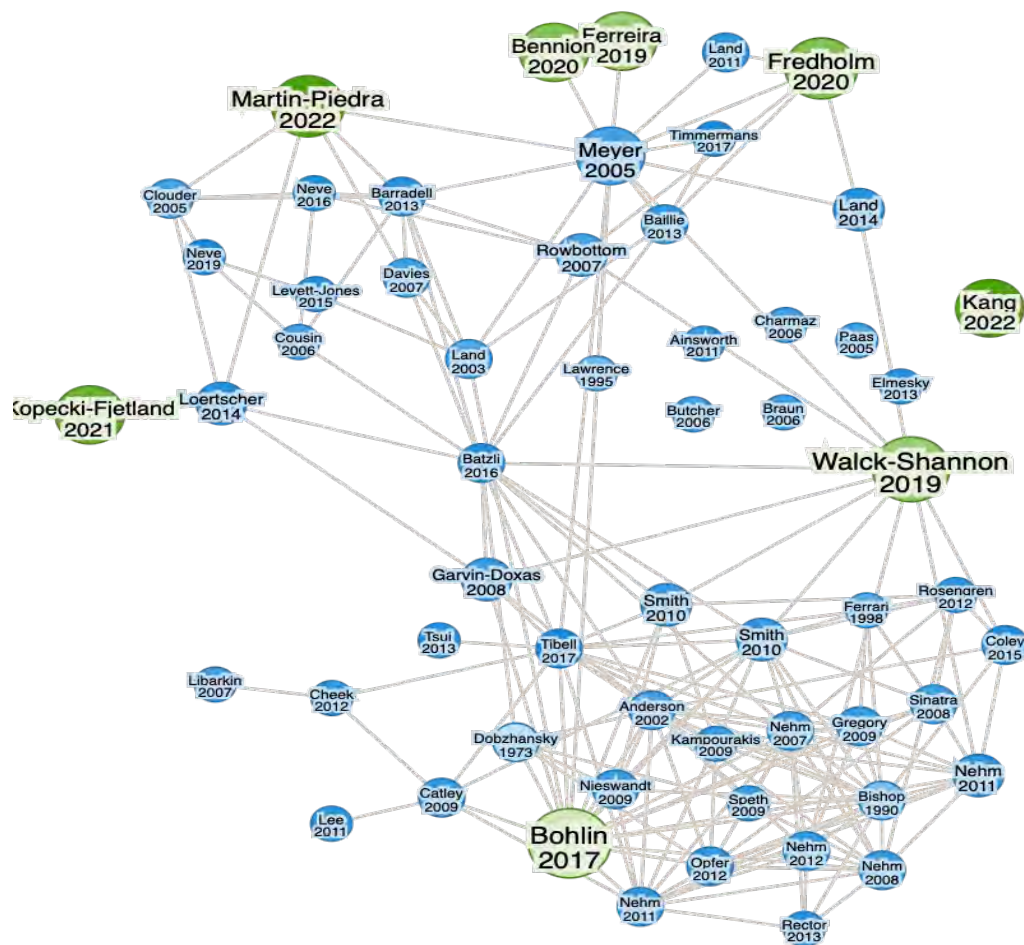 Bennion
2020
Ferreira
2019
Land
2011
Fredholm
2020
Martin-Piedra
2022
Meyer
2005
Timmermans
2017
Clouder
2005
Neve
2016
Barradell
2013
Baillie
2013
Land
2014
Neve
2019
Rowbottom
2007
Davies
2007
Levett-Jones
2015
Kang
2022
Cousin
2006
Land
2003
Ainsworth
2011
Charmaz
2006
Paas
2005
Lawrence
1995
Elmesky
2013
Kopecki-Fjetland
2021
Loertscher
2014
Butcher
2006
Braun
2006
Batzli
2016
Walck-Shannon
2019
Garvin-Doxas
2008
Smith
2010
Ferrari
1998
Rosengren
2012
Tsui
2013
Tibell
2017
Smith
2010
Coley
2015
Libarkin
2007
Cheek
2012
Anderson
2002
Sinatra
2008
Dobzhansky
1973
Kampourakis
2009
Nehm
2007
Gregory
2009
Nehm
2011
Catley
2009
Nieswandt
2009
Speth
2009
Bishop
1990
Lee
2011
Bohlin
2017
Opfer
2012
Nehm
2012
Nehm
2008
Nehm
2011
Rector
2013